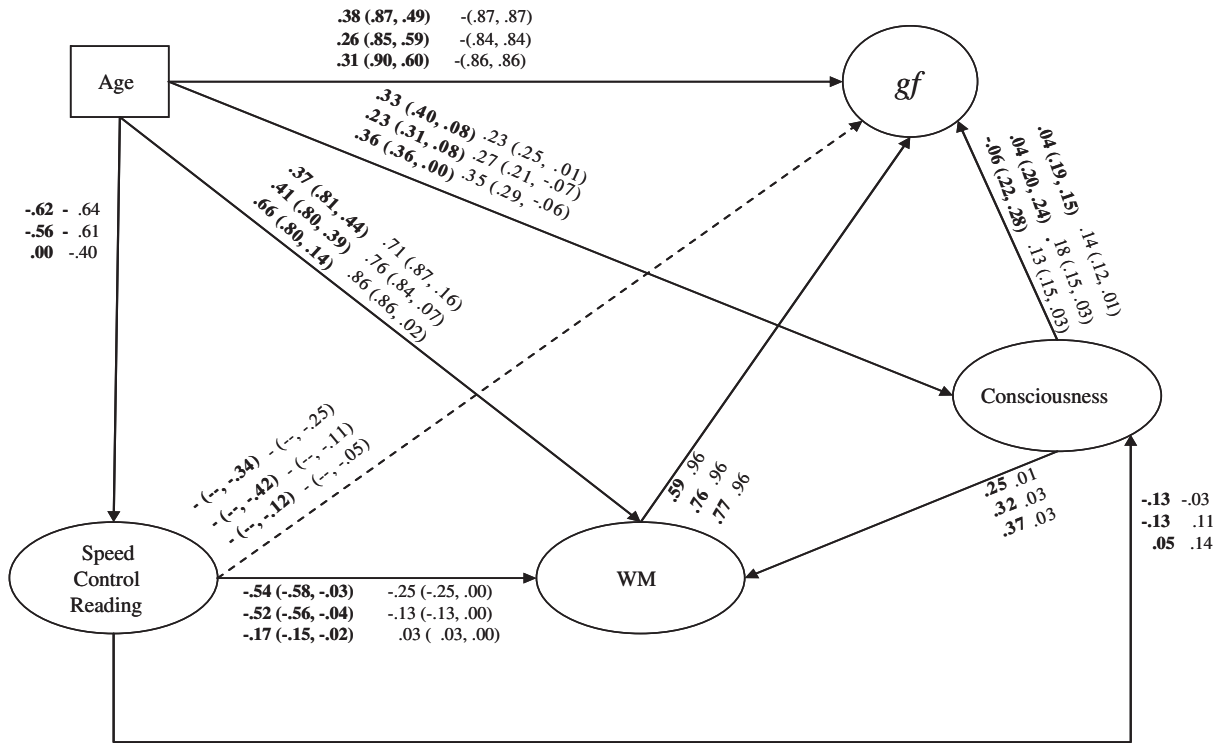 .38 (.87, .49) -(.87, .87)
.26 (.85, .59) -(.84, .84)
.31 (.90, .60) -(.86, .86)
Age
gf
.33 (.40, .08) .23 (.25, .01)
.23 (.31, .08) .27 (.21, -.07)
.36 (.36, .00) .35 (.29, -.06)
.04 (.19, .15) .14 (.12, .01)
.04 (.20, .24) .18 (.15, .03)
-.06 (.22, .28) .13 (.15, .03)
.37 (.81, .44) .71 (.87, .16)
.41 (.80, .39) .76 (.84, .07)
.66 (.80, .14) .86 (.86, .02)
-.62 - .64
-.56 - .61
.00 -.40
Consciousness
- (--, -.34) - (--, -.25)
- (--, -.42) - (--, -.11)
- (--, -.12) - (--, -.05)
.59 .96
.76 .96
.77 .96
.25 .01
.32 .03
.37 .03
-.13 -.03
-.13 .11
.05 .14
Speed
Control
Reading
WM
-.54 (-.58, -.03) -.25 (-.25, .00)
-.52 (-.56, -.04) -.13 (-.13, .00)
-.17 (-.15, -.02) .03 ( .03, .00)